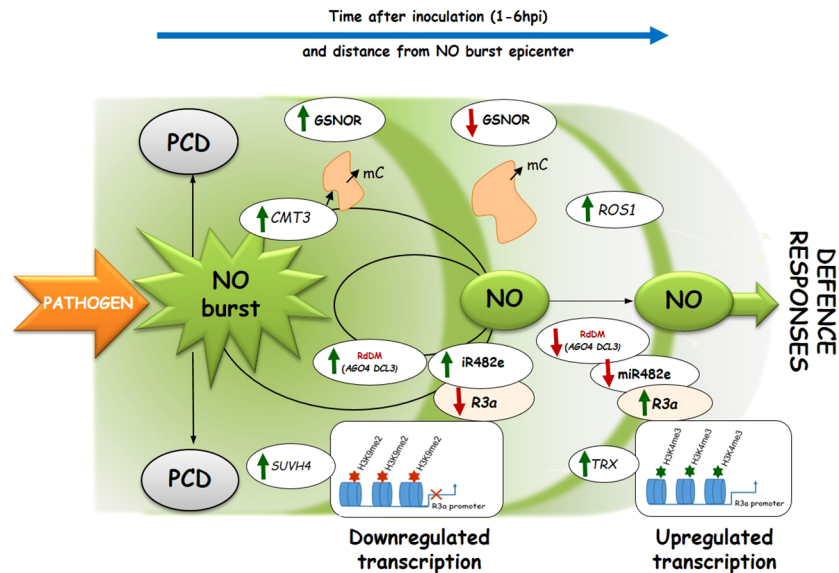 Time after inoculation (1-6hpi)
and distance from NO burst epicenter
PCD
GSNOR
GSNOR
mC
mC
CMT3
ROS1
PATHOGEN
NO
burst
NO
NO
DEFENCE
RESPONSES
RdDM
(AGO4 DCL3)
iR482e
R3a
RdDM
(AGO4 DCL3)
miR482e
R3a
PCD
SUVH4
H3K9me2
H3K9me2
H3K9me2
R3a promoter
TRX
H3K4me3
H3K4me3
H3K4me3
R3a promoter
Downregulated
transcription
Upregulated
transcription